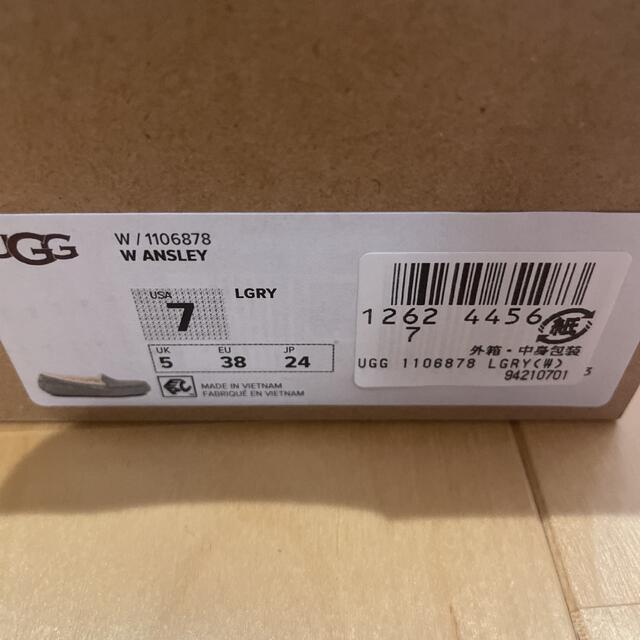 UGG
W / 1106878
W ANSLEY
USA
7
LGRY
UK
5
EU
38
JP
24
MADE IN VIETNAM
FABRIQUÉ EN VIETNAM
1262 4456
7
紙
外箱・中身包装
UGG 1106878 LGRY(W)
94210701
3